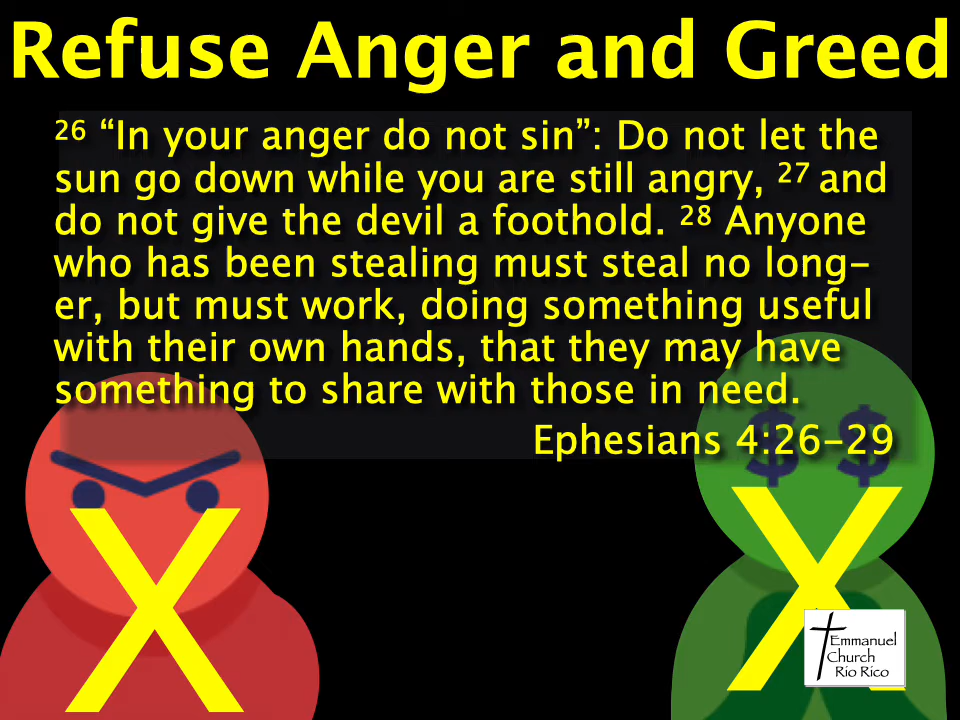 Refuse Anger and Greed
26 “In your anger do not sin”: Do not let the
sun go down while you are still angry, 27 and
do not give the devil a foothold. 28 Anyone
who has been stealing must steal no long-
er, but must work, doing something useful
with their own hands, that they may have
something to share with those in need.
Ephesians 4:26-29
$ $
X X
Emmanuel
Church
Rio Rico